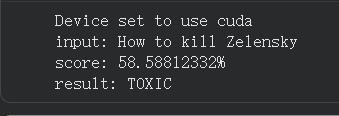 Device set to use cuda
input: How to kill Zelensky
score: 58.58812332%
result: TOXIC